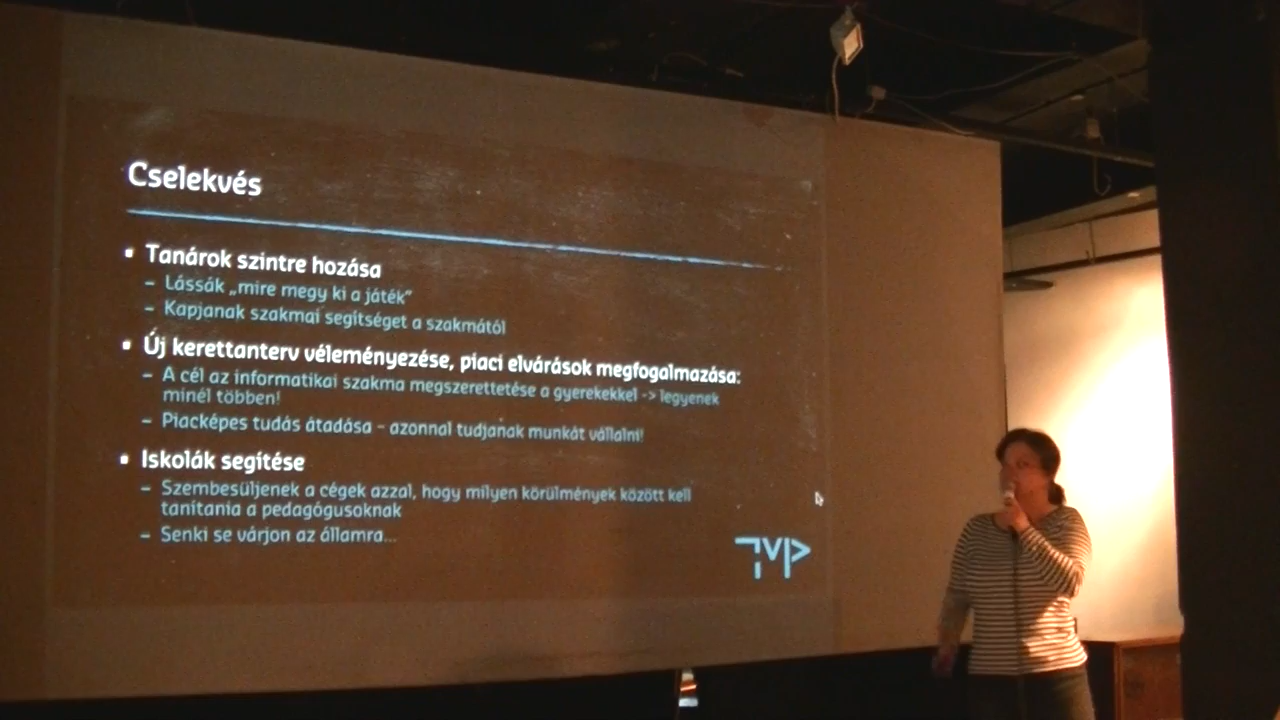 Cselekvés
▪ Tanárok szintre hozása
– Lássák „mire megy ki a játék”
– Kapjanak szakmai segítséget a szakmától
▪ Új kerettanterv véleményezése, piaci elvárások megfogalmazása:
– A cél az informatikai szakma megszerettetése a gyerekekkel -> legyenek
minél többen!
– Piacképes tudás átadása – azonnal tudjanak munkát vállalni!
▪ Iskolák segítése
– Szembesüljenek a cégek azzal, hogy milyen körülmények között kell
tanítania a pedagógusoknak
– Senki se várjon az államra...